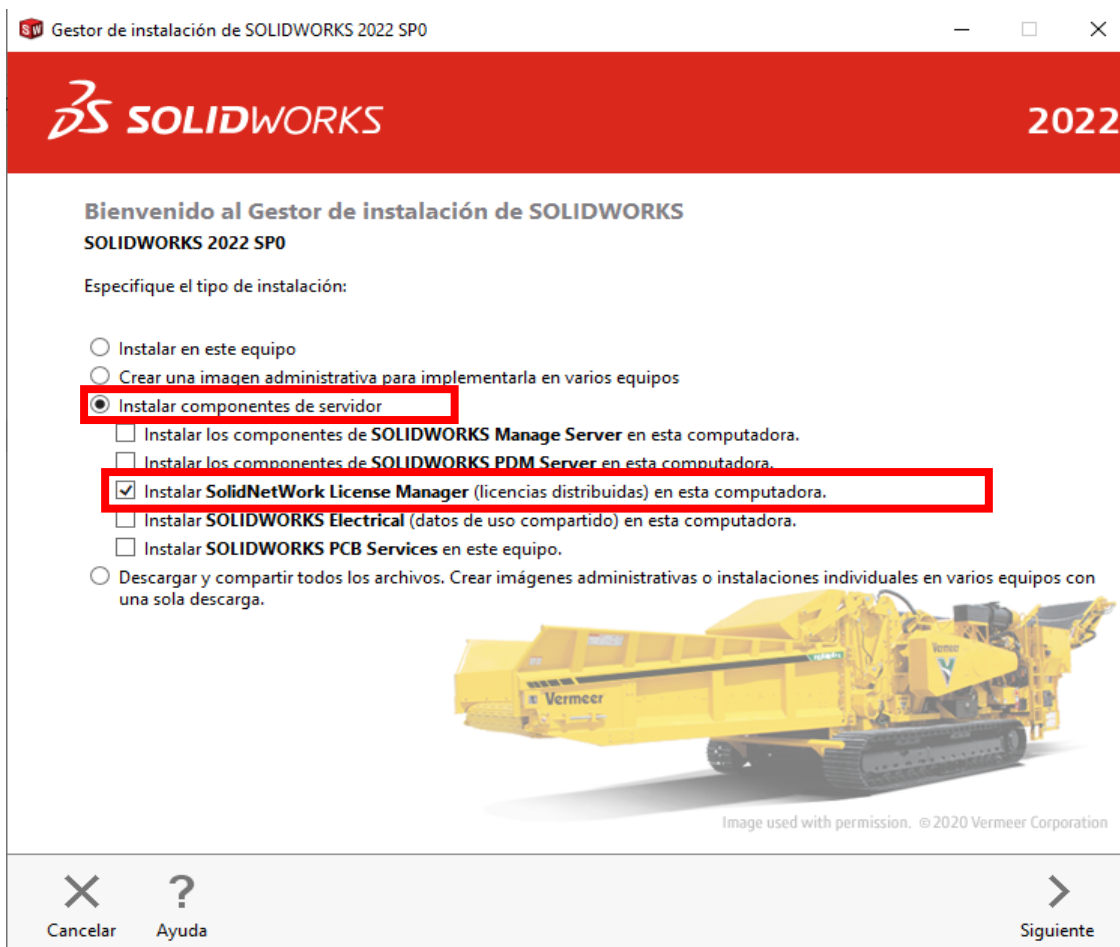 Gestor de instalación de SOLIDWORKS 2022 SP0
SOLIDWORKS
2022
Bienvenido al Gestor de instalación de SOLIDWORKS
SOLIDWORKS 2022 SP0
Especifique el tipo de instalación:
Instalar en este equipo
Crear una imagen administrativa para implementarla en varios equipos
Instalar componentes de servidor
Instalar los componentes de SOLIDWORKS Manage Server en esta computadora.
Instalar los componentes de SOLIDWORKS PDM Server en esta computadora.
Instalar SolidNetWork License Manager (licencias distribuidas) en esta computadora.
Instalar SOLIDWORKS Electrical (datos de uso compartido) en esta computadora.
Instalar SOLIDWORKS PCB Services en este equipo.
Descargar y compartir todos los archivos. Crear imágenes administrativas o instalaciones individuales en varios equipos con
una sola descarga.
Vermeer
Vermeer
Image used with permission. © 2020 Vermeer Corporation
Cancelar
Ayuda
Siguiente